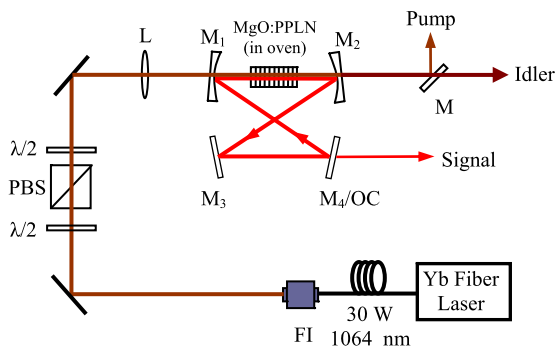 L
M₁
MgO:PPLN
(in oven)
M₂
Pump
Idler
M
λ/2
PBS
λ/2
M₃
M₄/OC
Signal
FI
30 W
1064 nm
Yb Fiber
Laser